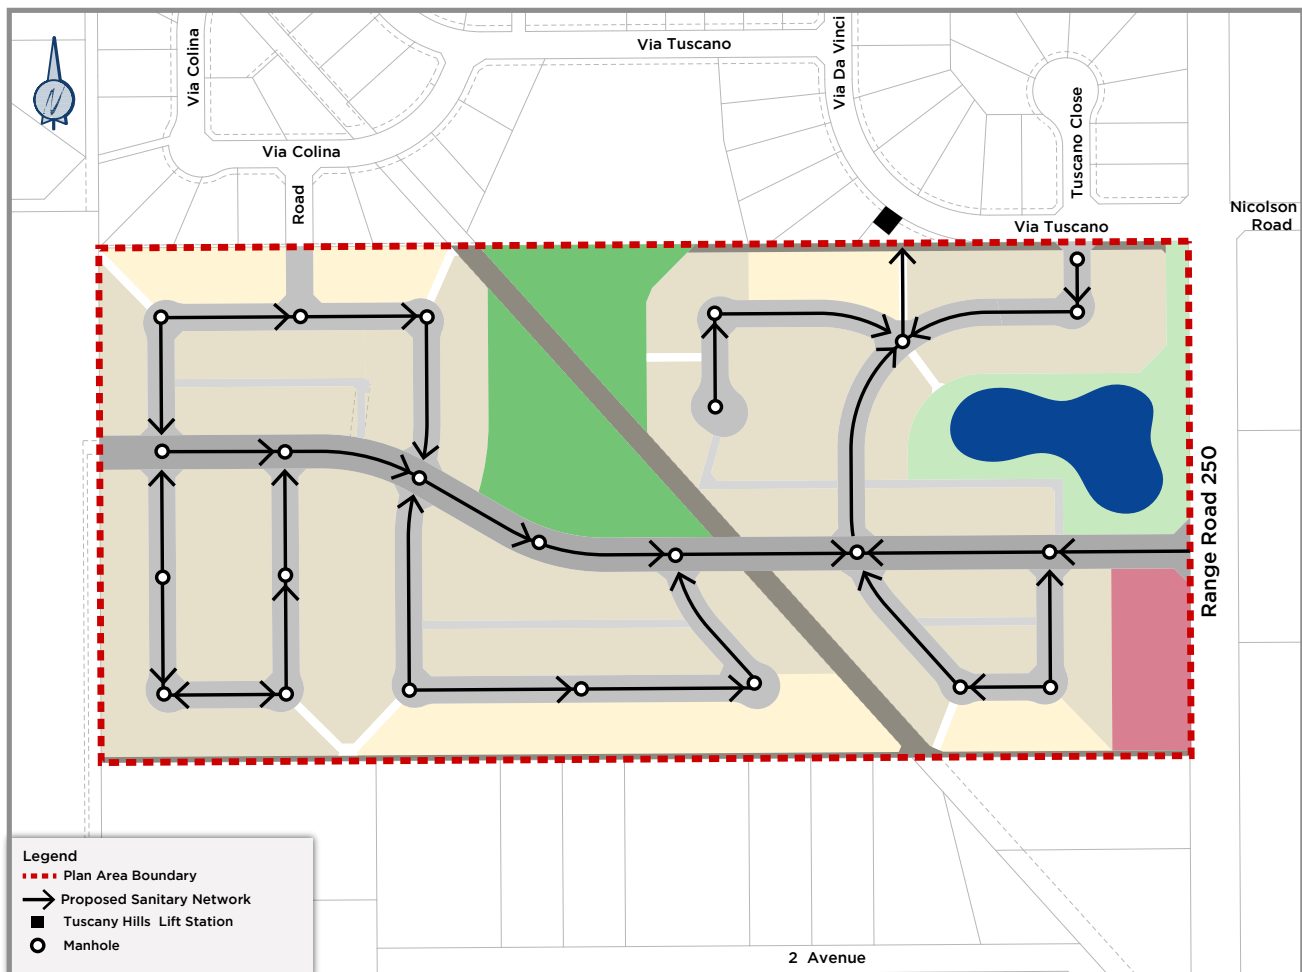 Via Colina
Via Tuscano
Via Da Vinci
Tuscano Close
Via Colina
Road
Nicolson
Road
Via Tuscano
N
Range Road 250
Legend
Plan Area Boundary
Proposed Sanitary Network
Tuscany Hills Lift Station
Manhole
2 Avenue